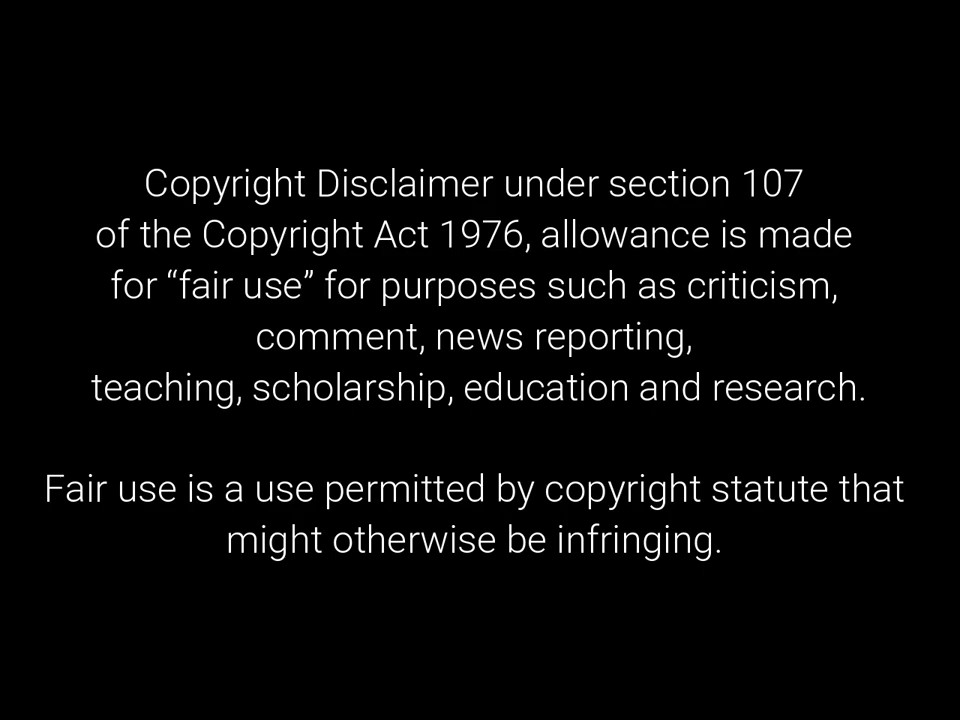 Copyright Disclaimer under section 107
of the Copyright Act 1976, allowance is made
for “fair use” for purposes such as criticism,
comment, news reporting,
teaching, scholarship, education and research.
Fair use is a use permitted by copyright statute that
might otherwise be infringing.